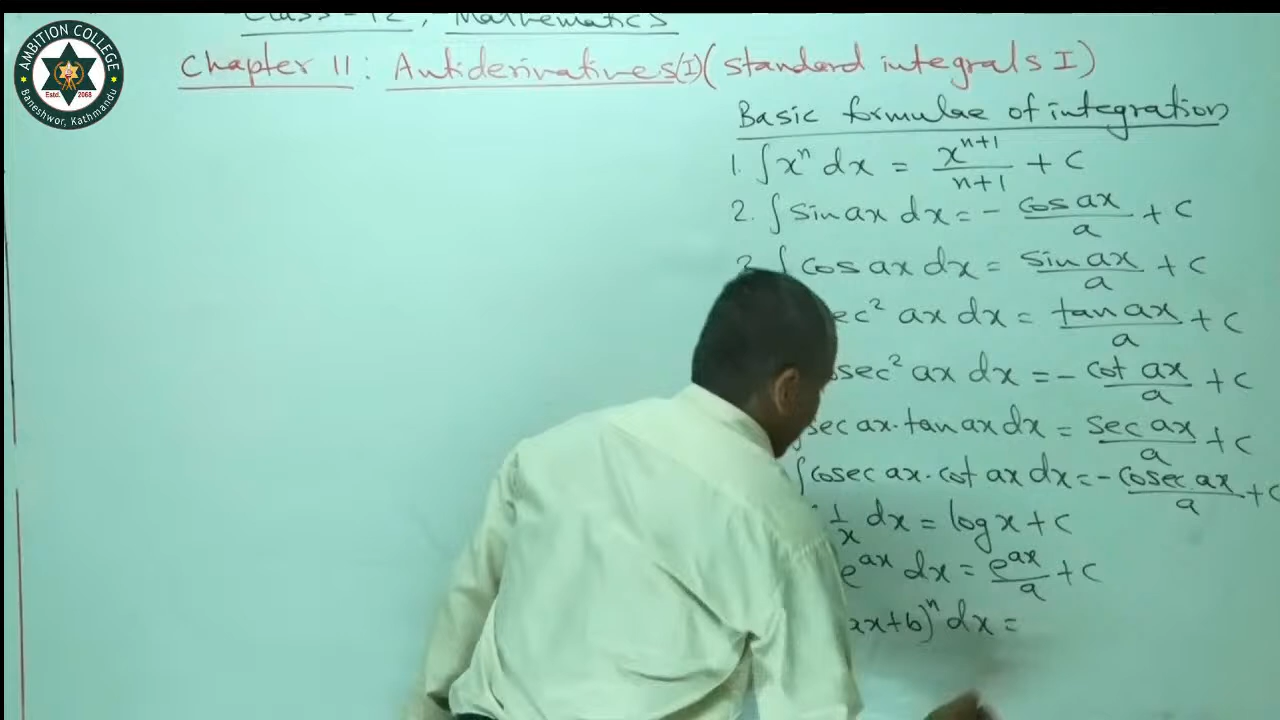 AMBITION COLLEGE
Estd. 2068
Baneshwor, Kathmandu
Class-12, Mathematics
Chapter 11: Antiderivatives(I)(standard integrals I)
Basic formulae of integration
1. ∫xⁿ dx = xⁿ⁺¹/n+1 + c
2. ∫sin ax dx = - cos ax/a + c
3. ∫cos ax dx = sin ax/a + c
ec² ax dx = tan ax/a + c
osec² ax dx = - cot ax/a + c
sec ax·tan ax dx = sec ax/a + c
∫cosec ax·cot ax dx = - cosec ax/a + c
1/x dx = log x + c
e^ax dx = e^ax/a + c
ax+b)ⁿ dx =